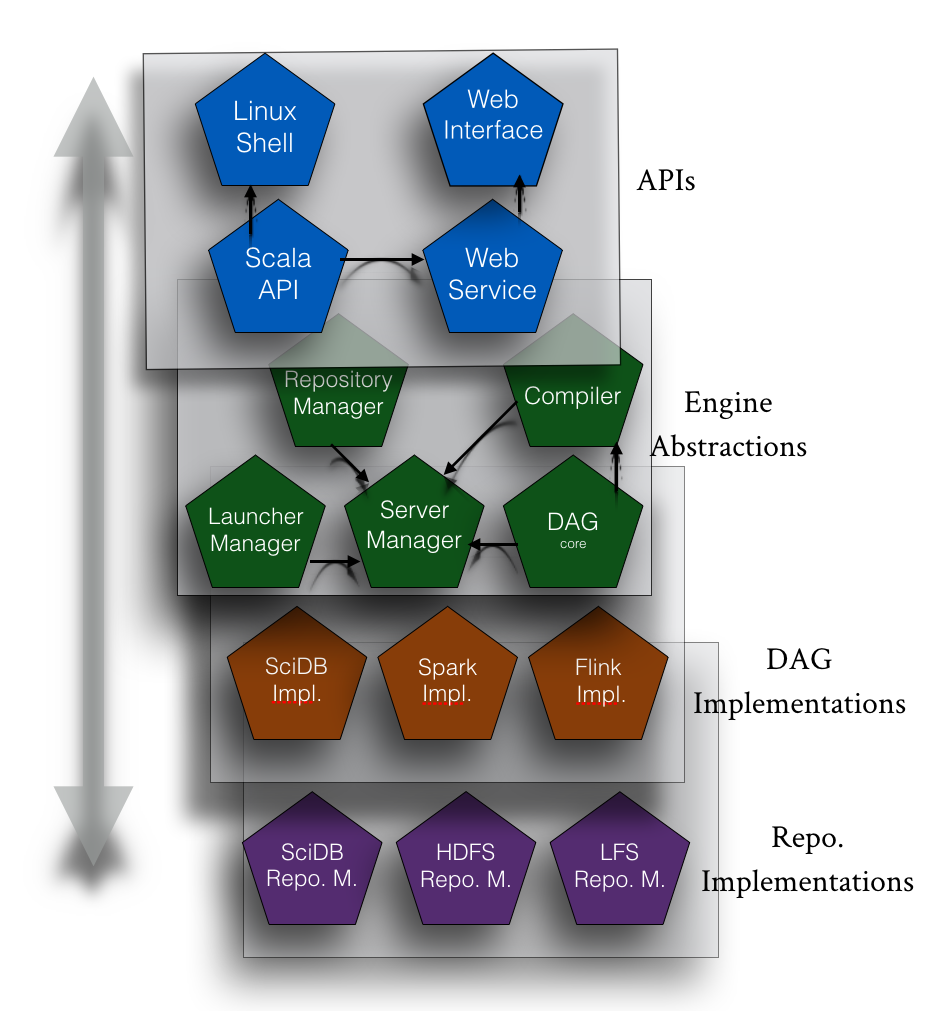 Linux
Shell
Web
Interface
APIs
Scala
API
Web
Service
Repository
Manager
Compiler
Engine
Abstractions
Launcher
Manager
Server
Manager
DAG
core
SciDB
Impl.
Spark
Impl.
Flink
Impl.
DAG
Implementations
SciDB
Repo. M.
HDFS
Repo. M.
LFS
Repo. M.
Repo.
Implementations